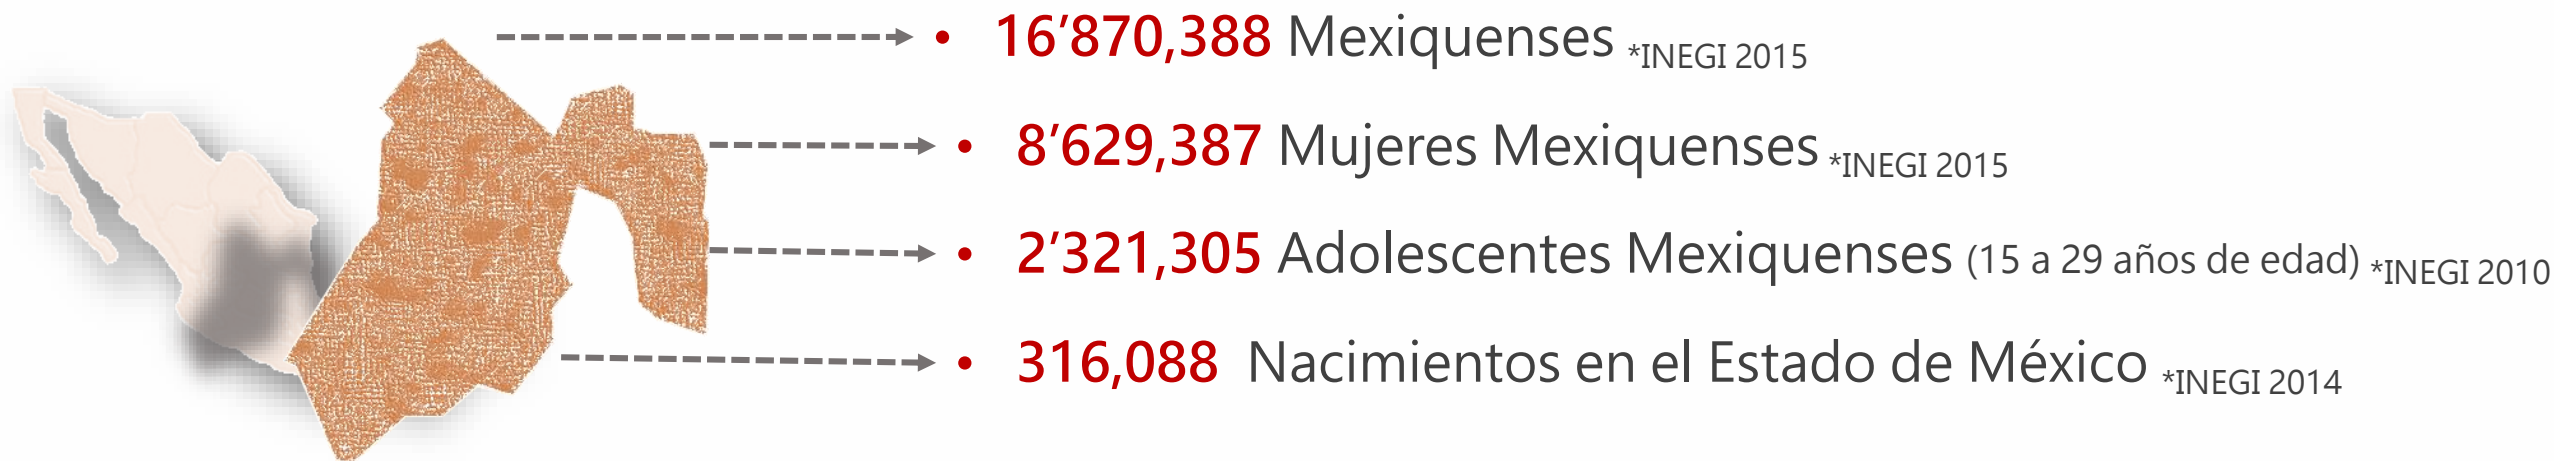 • 16’870,388 Mexiquenses *INEGI 2015
• 8’629,387 Mujeres Mexiquenses *INEGI 2015
• 2’321,305 Adolescentes Mexiquenses (15 a 29 años de edad) *INEGI 2010
• 316,088 Nacimientos en el Estado de México *INEGI 2014